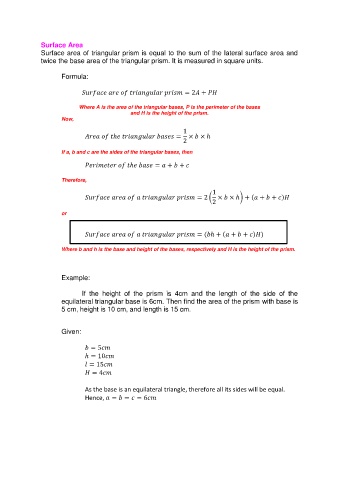 Surface Area
Surface area of triangular prism is equal to the sum of the lateral surface area and
twice the base area of the triangular prism. It is measured in square units.
Formula:
𝑆𝑢𝑟𝑓𝑎𝑐𝑒 𝑎𝑟𝑒 𝑜𝑓 𝑡𝑟𝑖𝑎𝑛𝑔𝑢𝑙𝑎𝑟 𝑝𝑟𝑖𝑠𝑚 = 2𝐴 + 𝑃𝐻
Where A is the area of the triangular bases, P is the perimeter of the bases
and H is the height of the prism.
Now,
𝐴𝑟𝑒𝑎 𝑜𝑓 𝑡ℎ𝑒 𝑡𝑟𝑖𝑎𝑛𝑔𝑢𝑙𝑎𝑟 𝑏𝑎𝑠𝑒𝑠 = 1/2 × 𝑏 × ℎ
If a, b and c are the sides of the triangular bases, then
𝑃𝑒𝑟𝑖𝑚𝑒𝑡𝑒𝑟 𝑜𝑓 𝑡ℎ𝑒 𝑏𝑎𝑠𝑒 = 𝑎 + 𝑏 + 𝑐
Therefore,
𝑆𝑢𝑟𝑓𝑎𝑐𝑒 𝑎𝑟𝑒𝑎 𝑜𝑓 𝑎 𝑡𝑟𝑖𝑎𝑛𝑔𝑢𝑙𝑎𝑟 𝑝𝑟𝑖𝑠𝑚 = 2 (1/2 × 𝑏 × ℎ) + (𝑎 + 𝑏 + 𝑐)𝐻
or
𝑆𝑢𝑟𝑓𝑎𝑐𝑒 𝑎𝑟𝑒𝑎 𝑜𝑓 𝑎 𝑡𝑟𝑖𝑎𝑛𝑔𝑢𝑙𝑎𝑟 𝑝𝑟𝑖𝑠𝑚 = (𝑏ℎ + (𝑎 + 𝑏 + 𝑐)𝐻)
Where b and h is the base and height of the bases, respectively and H is the height of the prism.
Example:
If the height of the prism is 4cm and the length of the side of the
equilateral triangular base is 6cm. Then find the area of the prism with base is
5 cm, height is 10 cm, and length is 15 cm.
Given:
𝑏 = 5𝑐𝑚
ℎ = 10𝑐𝑚
𝑙 = 15𝑐𝑚
𝐻 = 4𝑐𝑚
As the base is an equilateral triangle, therefore all its sides will be equal.
Hence, 𝑎 = 𝑏 = 𝑐 = 6𝑐𝑚